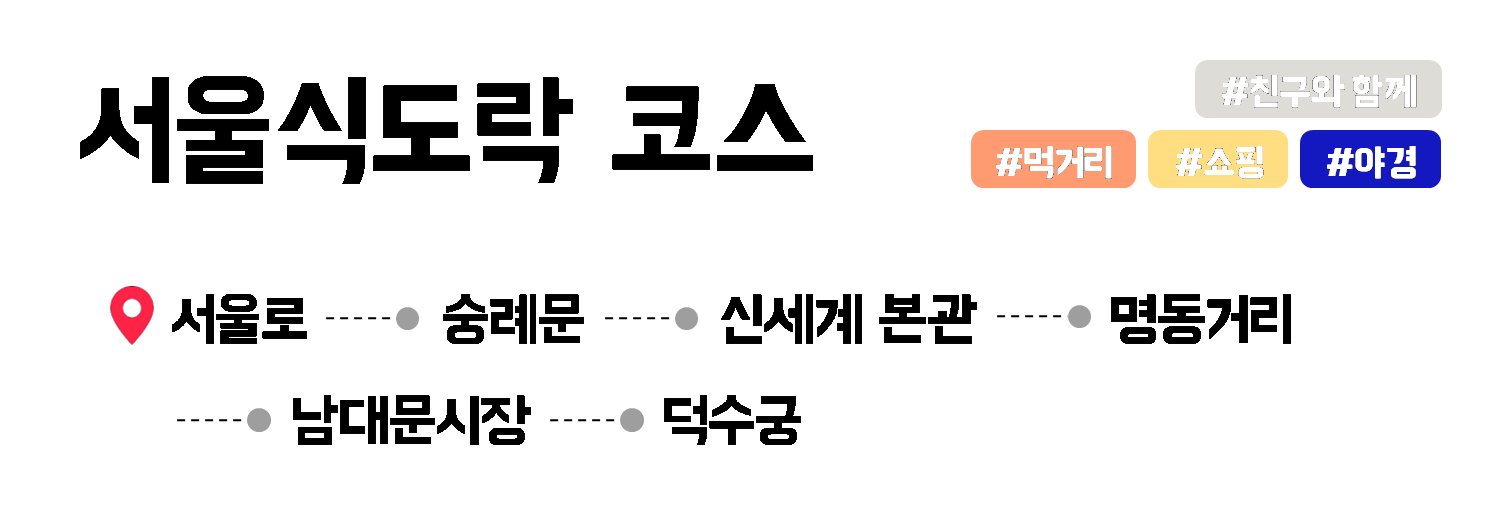 서울식도락 코스
#친구와 함께
#먹거리 #쇼핑 #야경
서울로 숭례문 신세계 본관 명동거리
남대문시장 덕수궁